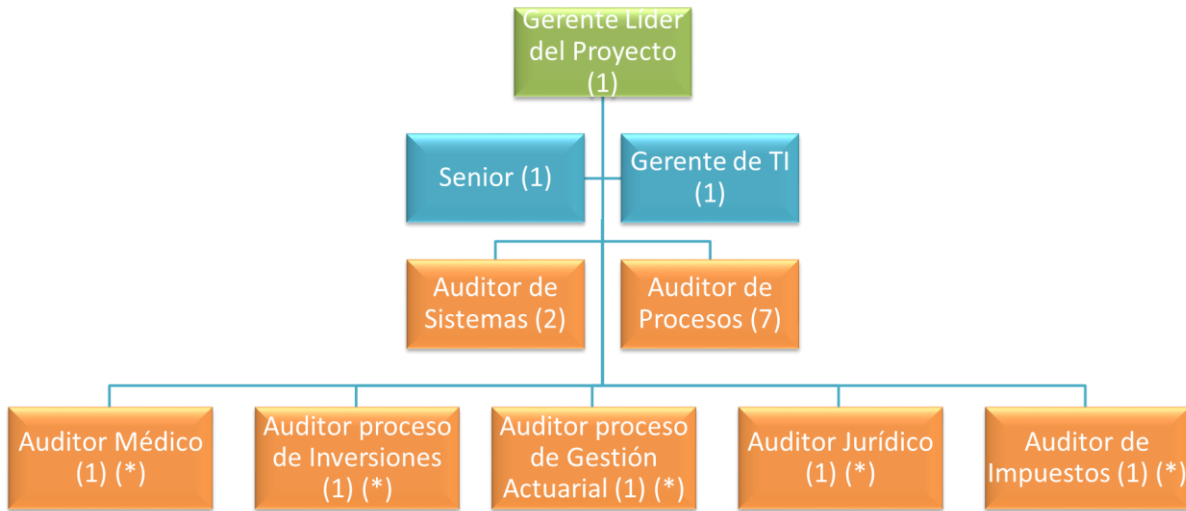 Gerente Líder
del Proyecto
(1)
Senior (1)
Gerente de TI
(1)
Auditor de
Sistemas (2)
Auditor de
Procesos (7)
Auditor Médico
(1) (*)
Auditor proceso
de Inversiones
(1) (*)
Auditor proceso
de Gestión
Actuarial (1) (*)
Auditor Jurídico
(1) (*)
Auditor de
Impuestos (1) (*)